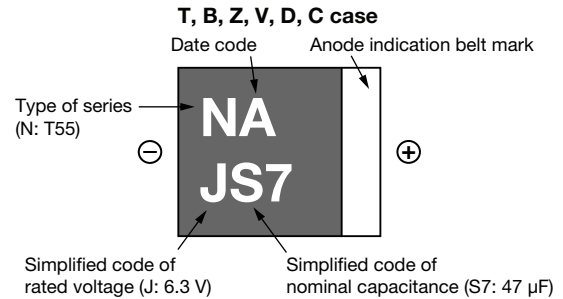 T, B, Z, V, D, C case
Date code
Anode indication belt mark
Type of series
(N: T55)
NA
JS7
Simplified code of
rated voltage (J: 6.3 V)
Simplified code of
nominal capacitance (S7: 47 µF)